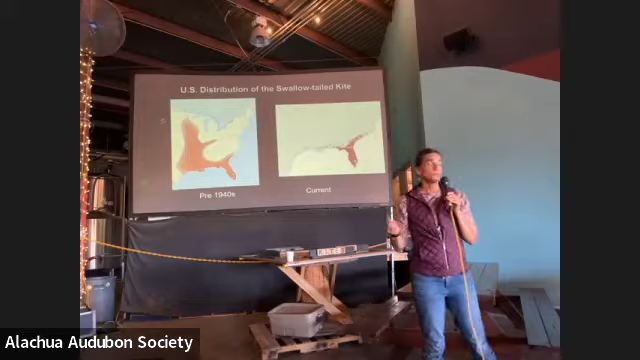 U.S. Distribution of the Swallow-tailed Kite
Pre 1940s
Current
Alachua Audubon Society